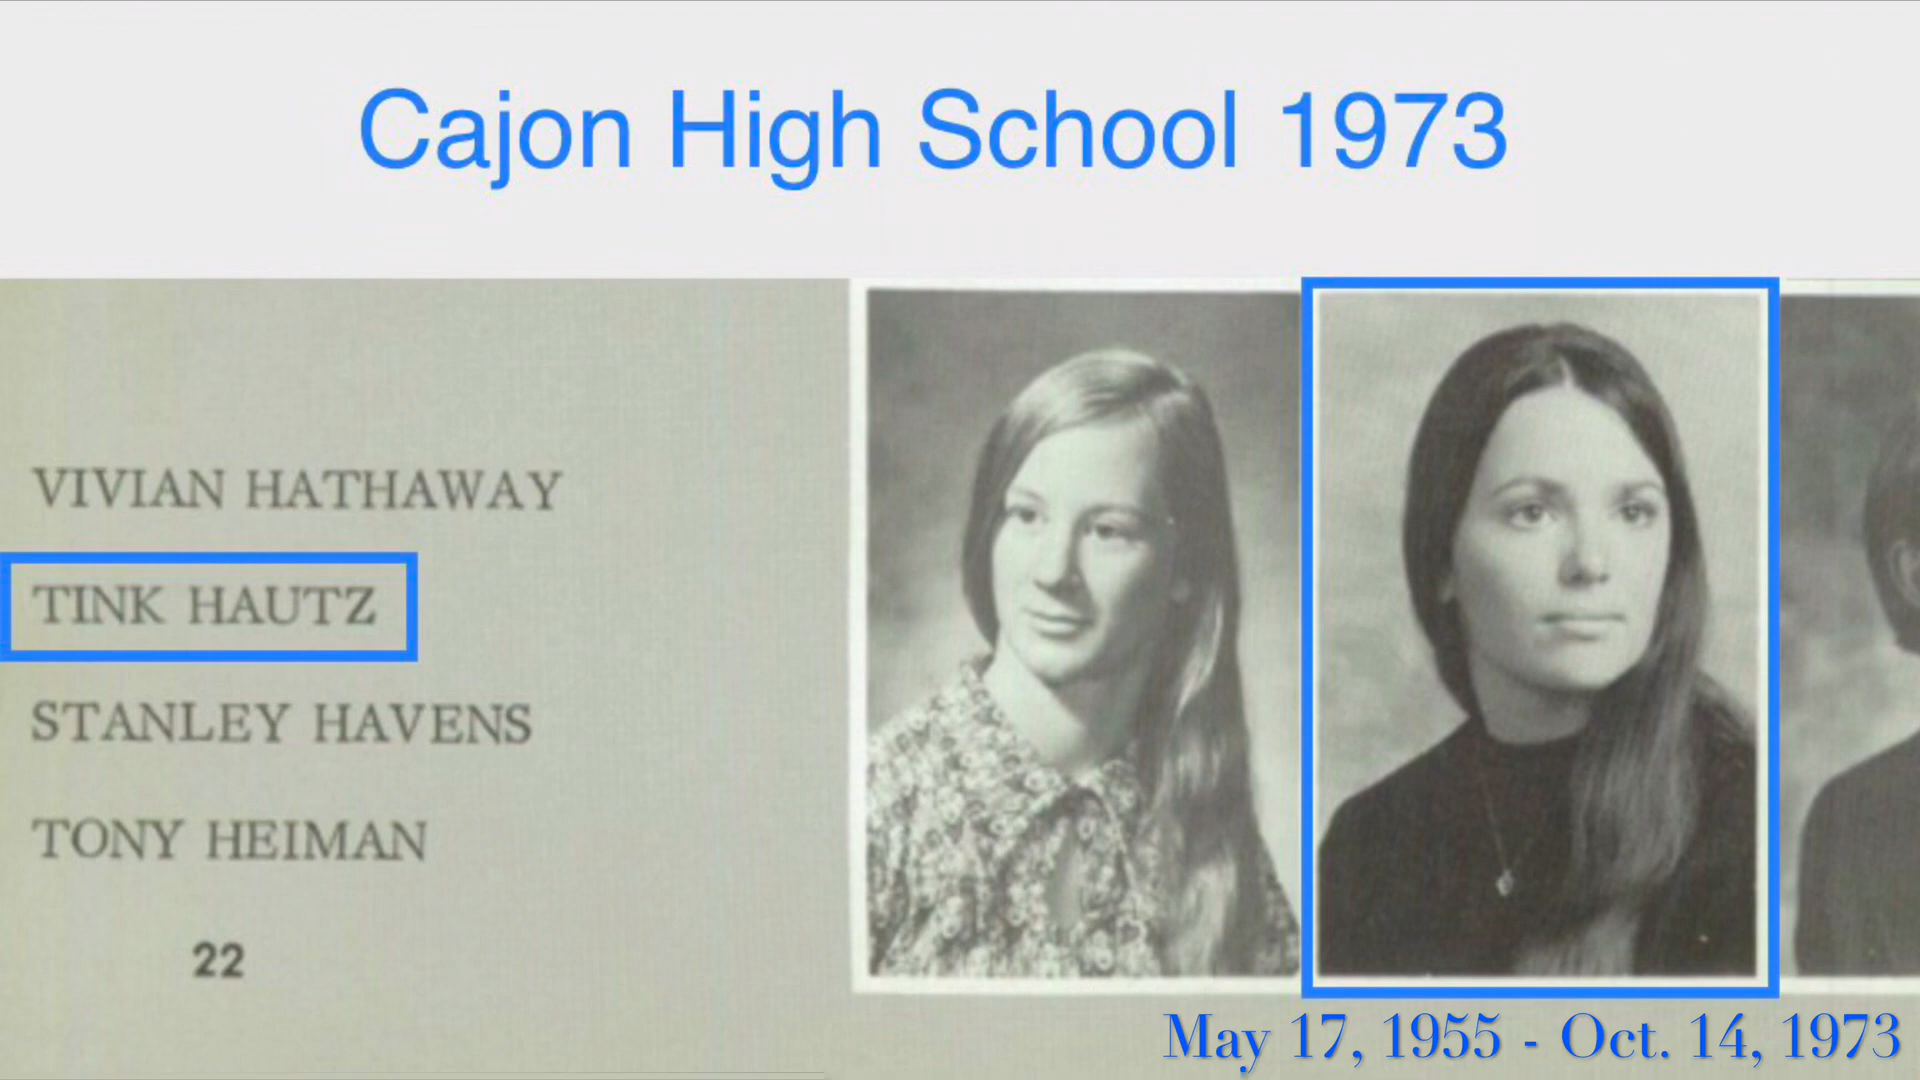 Cajon High School 1973
VIVIAN HATHAWAY
TINK HAUTZ
STANLEY HAVENS
TONY HEIMAN
22
May 17, 1955 - Oct. 14, 1973